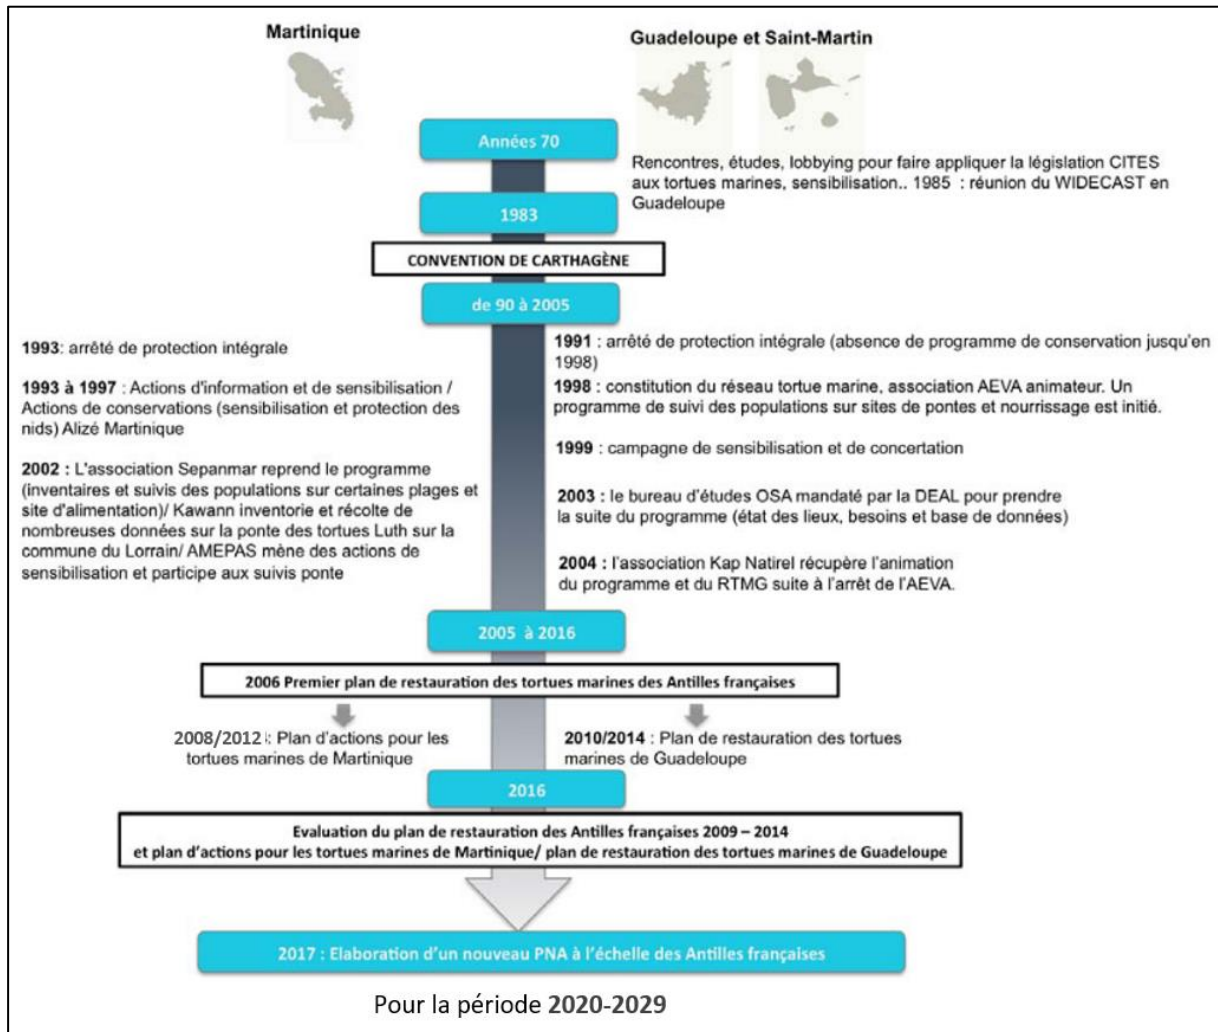 Martinique
Guadeloupe et Saint-Martin
Années 70
Rencontres, études, lobbying pour faire appliquer la législation CITES
aux tortues marines, sensibilisation.. 1985 : réunion du WIDECAST en
Guadeloupe
1983
CONVENTION DE CARTHAGÈNE
de 90 à 2005
1993: arrêté de protection intégrale
1993 à 1997 : Actions d'information et de sensibilisation /
Actions de conservations (sensibilisation et protection des
nids) Alizé Martinique
2002 : L'association Sepanmar reprend le programme
(inventaires et suivis des populations sur certaines plages et
site d'alimentation)/ Kawann inventorie et récolte de
nombreuses données sur la ponte des tortues Luth sur la
commune du Lorrain/ AMEPAS mène des actions de
sensibilisation et participe aux suivis ponte
1991 : arrêté de protection intégrale (absence de programme de conservation jusqu'en
1998)
1998 : constitution du réseau tortue marine, association AEVA animateur. Un
programme de suivi des populations sur sites de pontes et nourrissage est initié.
1999 : campagne de sensibilisation et de concertation
2003 : le bureau d'études OSA mandaté par la DEAL pour prendre
la suite du programme (état des lieux, besoins et base de données)
2004 : l'association Kap Natirel récupère l'animation
du programme et du RTMG suite à l'arrêt de l'AEVA.
2005 à 2016
2006 Premier plan de restauration des tortues marines des Antilles françaises
2008/2012 : Plan d'actions pour les
tortues marines de Martinique
2010/2014 : Plan de restauration des tortues
marines de Guadeloupe
2016
Evaluation du plan de restauration des Antilles françaises 2009 – 2014
et plan d'actions pour les tortues marines de Martinique/ plan de restauration des tortues marines de Guadeloupe
2017 : Elaboration d'un nouveau PNA à l'échelle des Antilles françaises
Pour la période 2020-2029